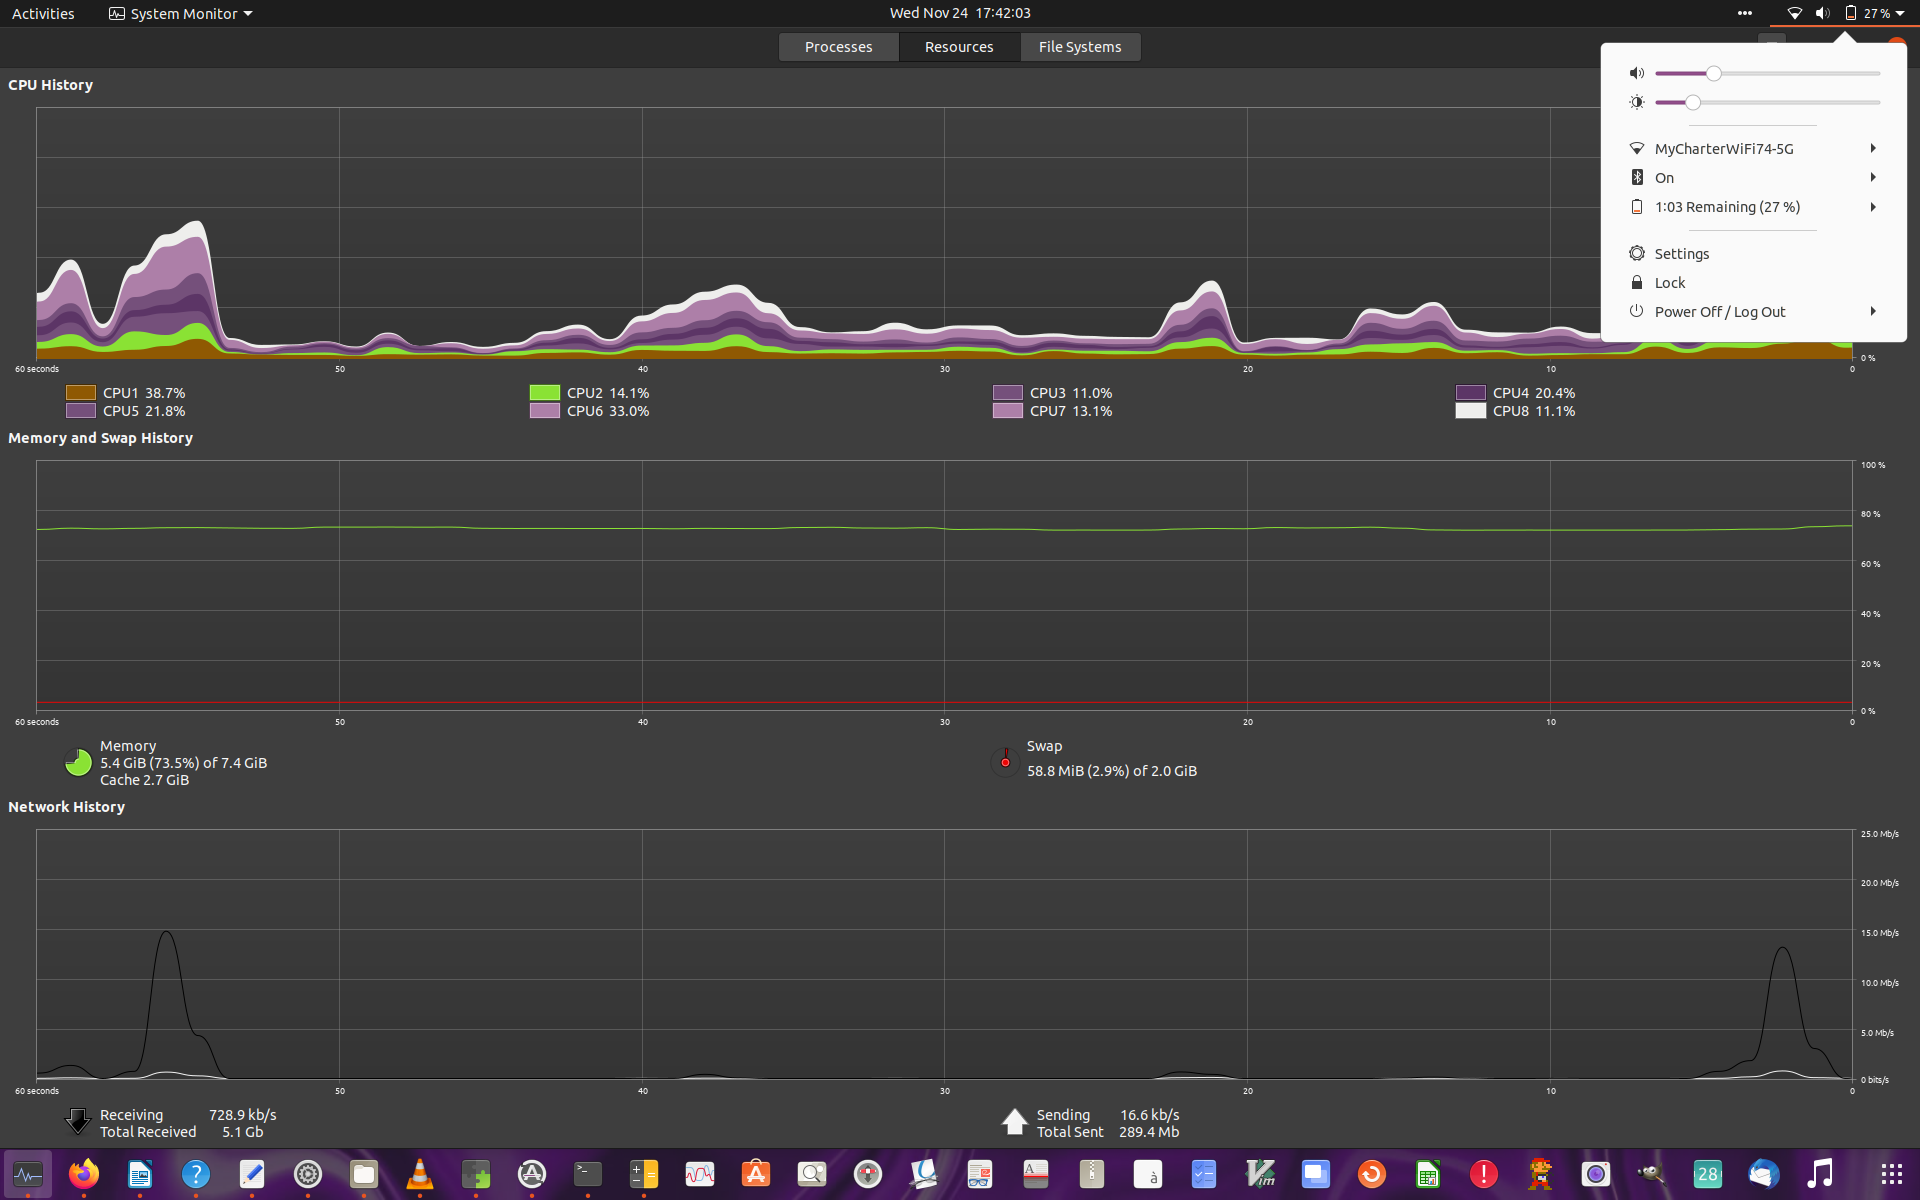 Activities
System Monitor
Wed Nov 24 17:42:03
27 %
Processes
Resources
File Systems
MyCharterWiFi74-5G
On
1:03 Remaining (27 %)
Settings
Lock
Power Off / Log Out
CPU History
0 %
60 seconds 50 40 30 20 10 0
CPU1 38.7% CPU2 14.1% CPU3 11.0% CPU4 20.4%
CPU5 21.8% CPU6 33.0% CPU7 13.1% CPU8 11.1%
Memory and Swap History
100 %
80 %
60 %
40 %
20 %
0 %
60 seconds 50 40 30 20 10 0
Memory
5.4 GiB (73.5%) of 7.4 GiB
Cache 2.7 GiB
Swap
58.8 MiB (2.9%) of 2.0 GiB
Network History
25.0 Mb/s
20.0 Mb/s
15.0 Mb/s
10.0 Mb/s
5.0 Mb/s
0 bits/s
60 seconds 50 40 30 20 10 0
Receiving 728.9 kb/s
Total Received 5.1 Gb
Sending 16.6 kb/s
Total Sent 289.4 Mb
?
>_
A
à
Vim
!
28